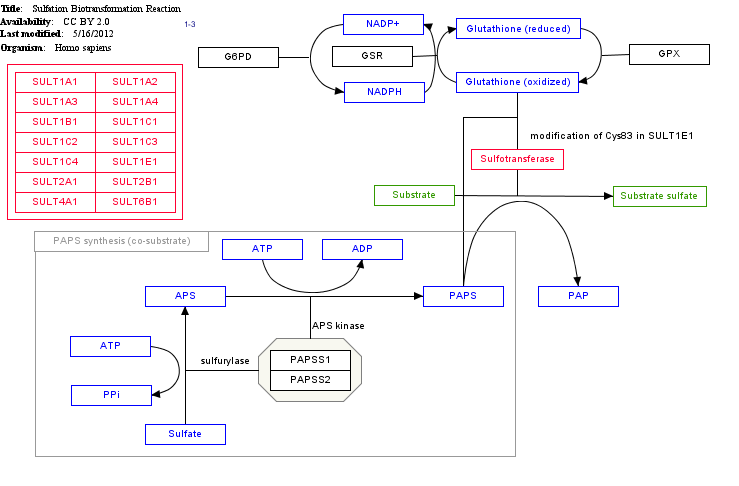 Title: Sulfation Biotransformation Reaction
Availability: CC BY 2.0
Last modified: 5/16/2012
Organism: Homo sapiens
1-3
NADP+
Glutathione (reduced)
G6PD
GSR
GPX
NADPH
Glutathione (oxidized)
SULT1A1 SULT1A2
SULT1A3 SULT1A4
SULT1B1 SULT1C1
SULT1C2 SULT1C3
SULT1C4 SULT1E1
SULT2A1 SULT2B1
SULT4A1 SULT6B1
modification of Cys83 in SULT1E1
Sulfotransferase
Substrate
Substrate sulfate
PAPS synthesis (co-substrate)
ATP
ADP
APS
PAPS
PAP
APS kinase
ATP
sulfurylase
PAPSS1
PAPSS2
PPi
Sulfate